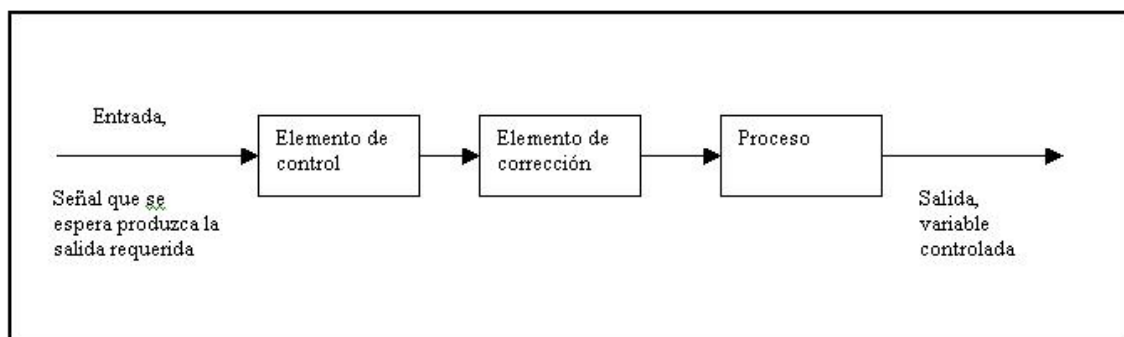 Entrada,
Señal que se
espera produzca la
salida requerida
Elemento de
control
Elemento de
corrección
Proceso
Salida,
variable
controlada